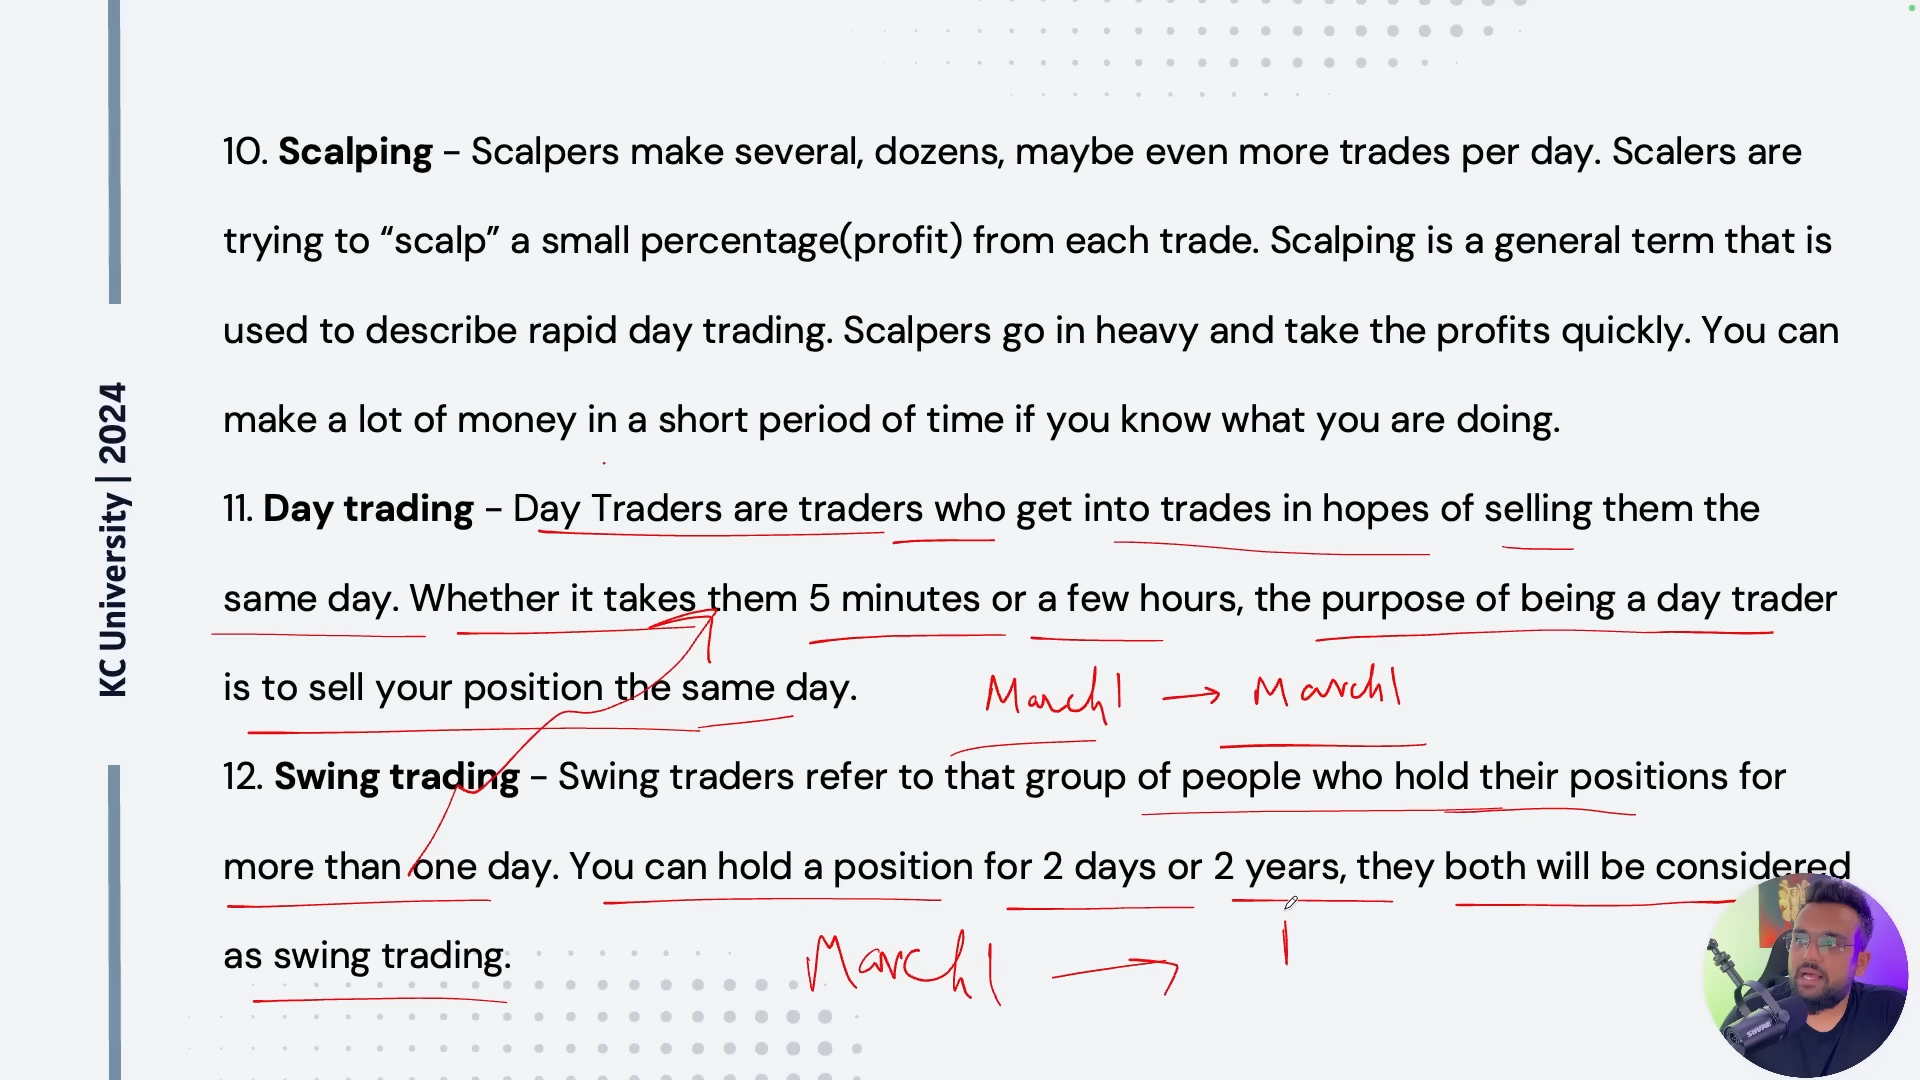 10. Scalping - Scalpers make several, dozens, maybe even more trades per day. Scalers are
trying to “scalp” a small percentage(profit) from each trade. Scalping is a general term that is
used to describe rapid day trading. Scalpers go in heavy and take the profits quickly. You can
make a lot of money in a short period of time if you know what you are doing.
11. Day trading - Day Traders are traders who get into trades in hopes of selling them the
same day. Whether it takes them 5 minutes or a few hours, the purpose of being a day trader
is to sell your position the same day.
March 1 → March 1
12. Swing trading - Swing traders refer to that group of people who hold their positions for
more than one day. You can hold a position for 2 days or 2 years, they both will be considered
as swing trading.
March 1 →
KC University | 2024